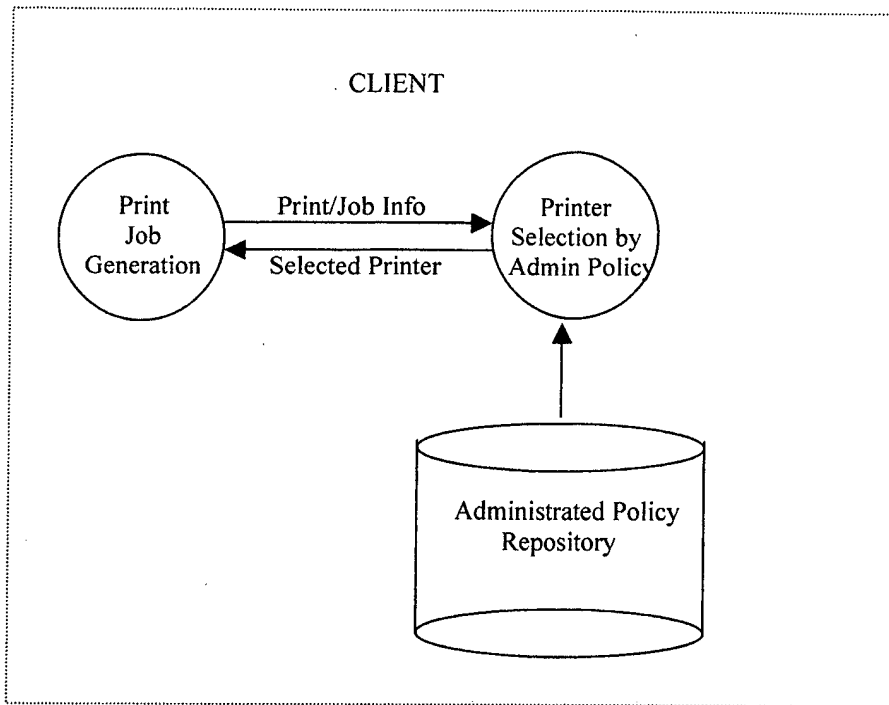 CLIENT
Print
Job
Generation
Print/Job Info
Selected Printer
Printer
Selection by
Admin Policy
Administrated Policy
Repository